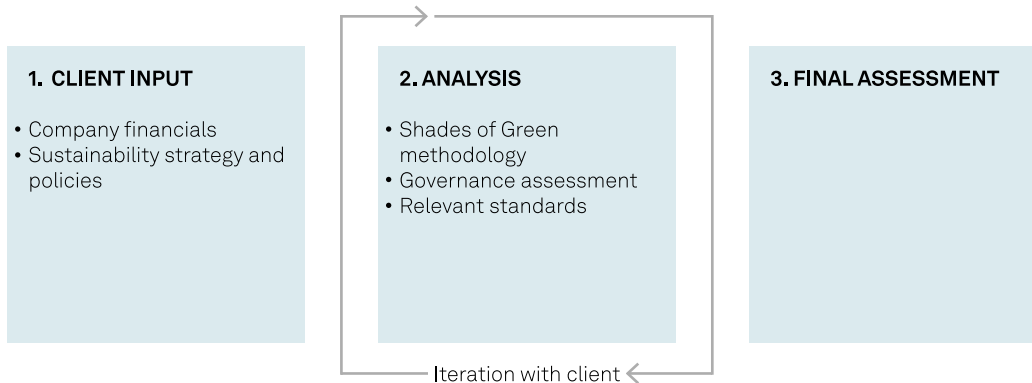 1. CLIENT INPUT
• Company financials
• Sustainability strategy and
policies
2. ANALYSIS
• Shades of Green
methodology
• Governance assessment
• Relevant standards
3. FINAL ASSESSMENT
Iteration with client